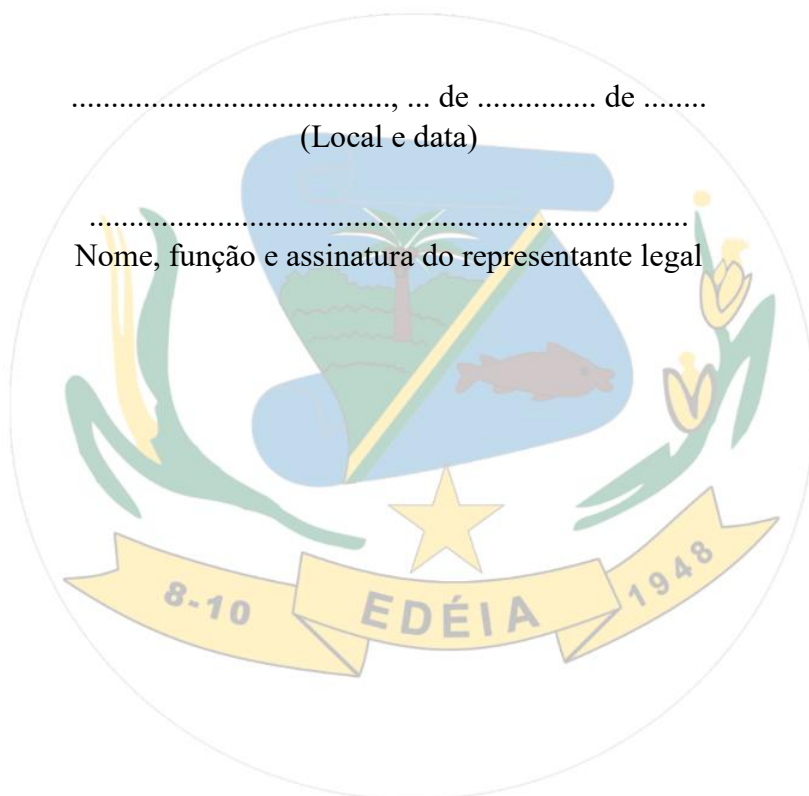 ........................................, ... de ............... de ........
(Local e data)
...........................................................................
Nome, função e assinatura do representante legal
8-10 EDÉIA 1948